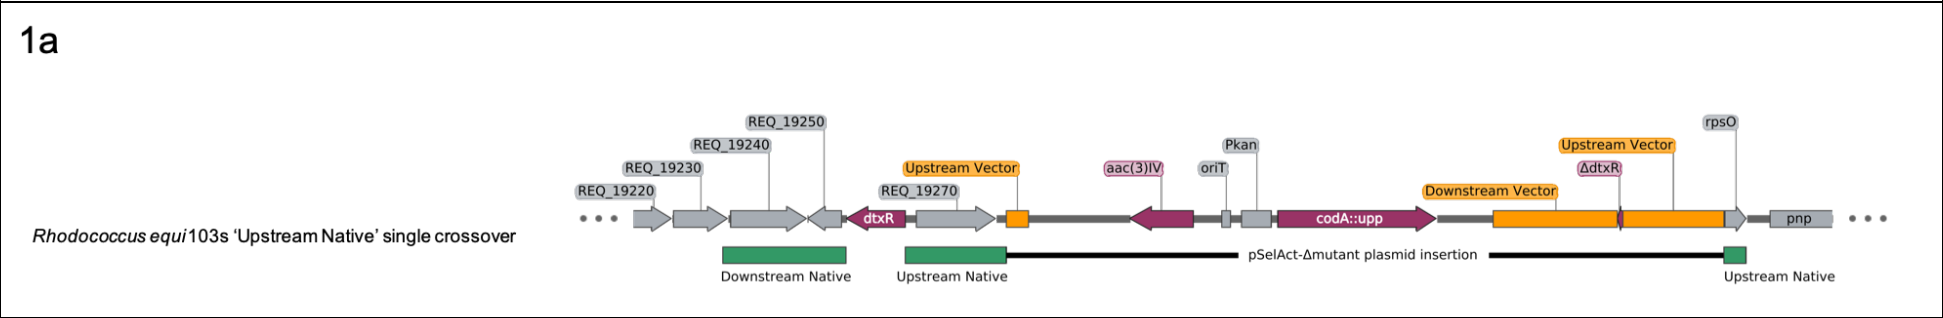 1a
rpsO
REQ_19250
REQ_19240
Pkan
Upstream Vector
REQ_19230
Upstream Vector
aac(3)IV
oriT
ΔdtxR
REQ_19220
REQ_19270
Downstream Vector
dtxR
codA::upp
pnp
Rhodococcus equi 103s ‘Upstream Native’ single crossover
pSelAct-Δmutant plasmid insertion
Downstream Native
Upstream Native
Upstream Native